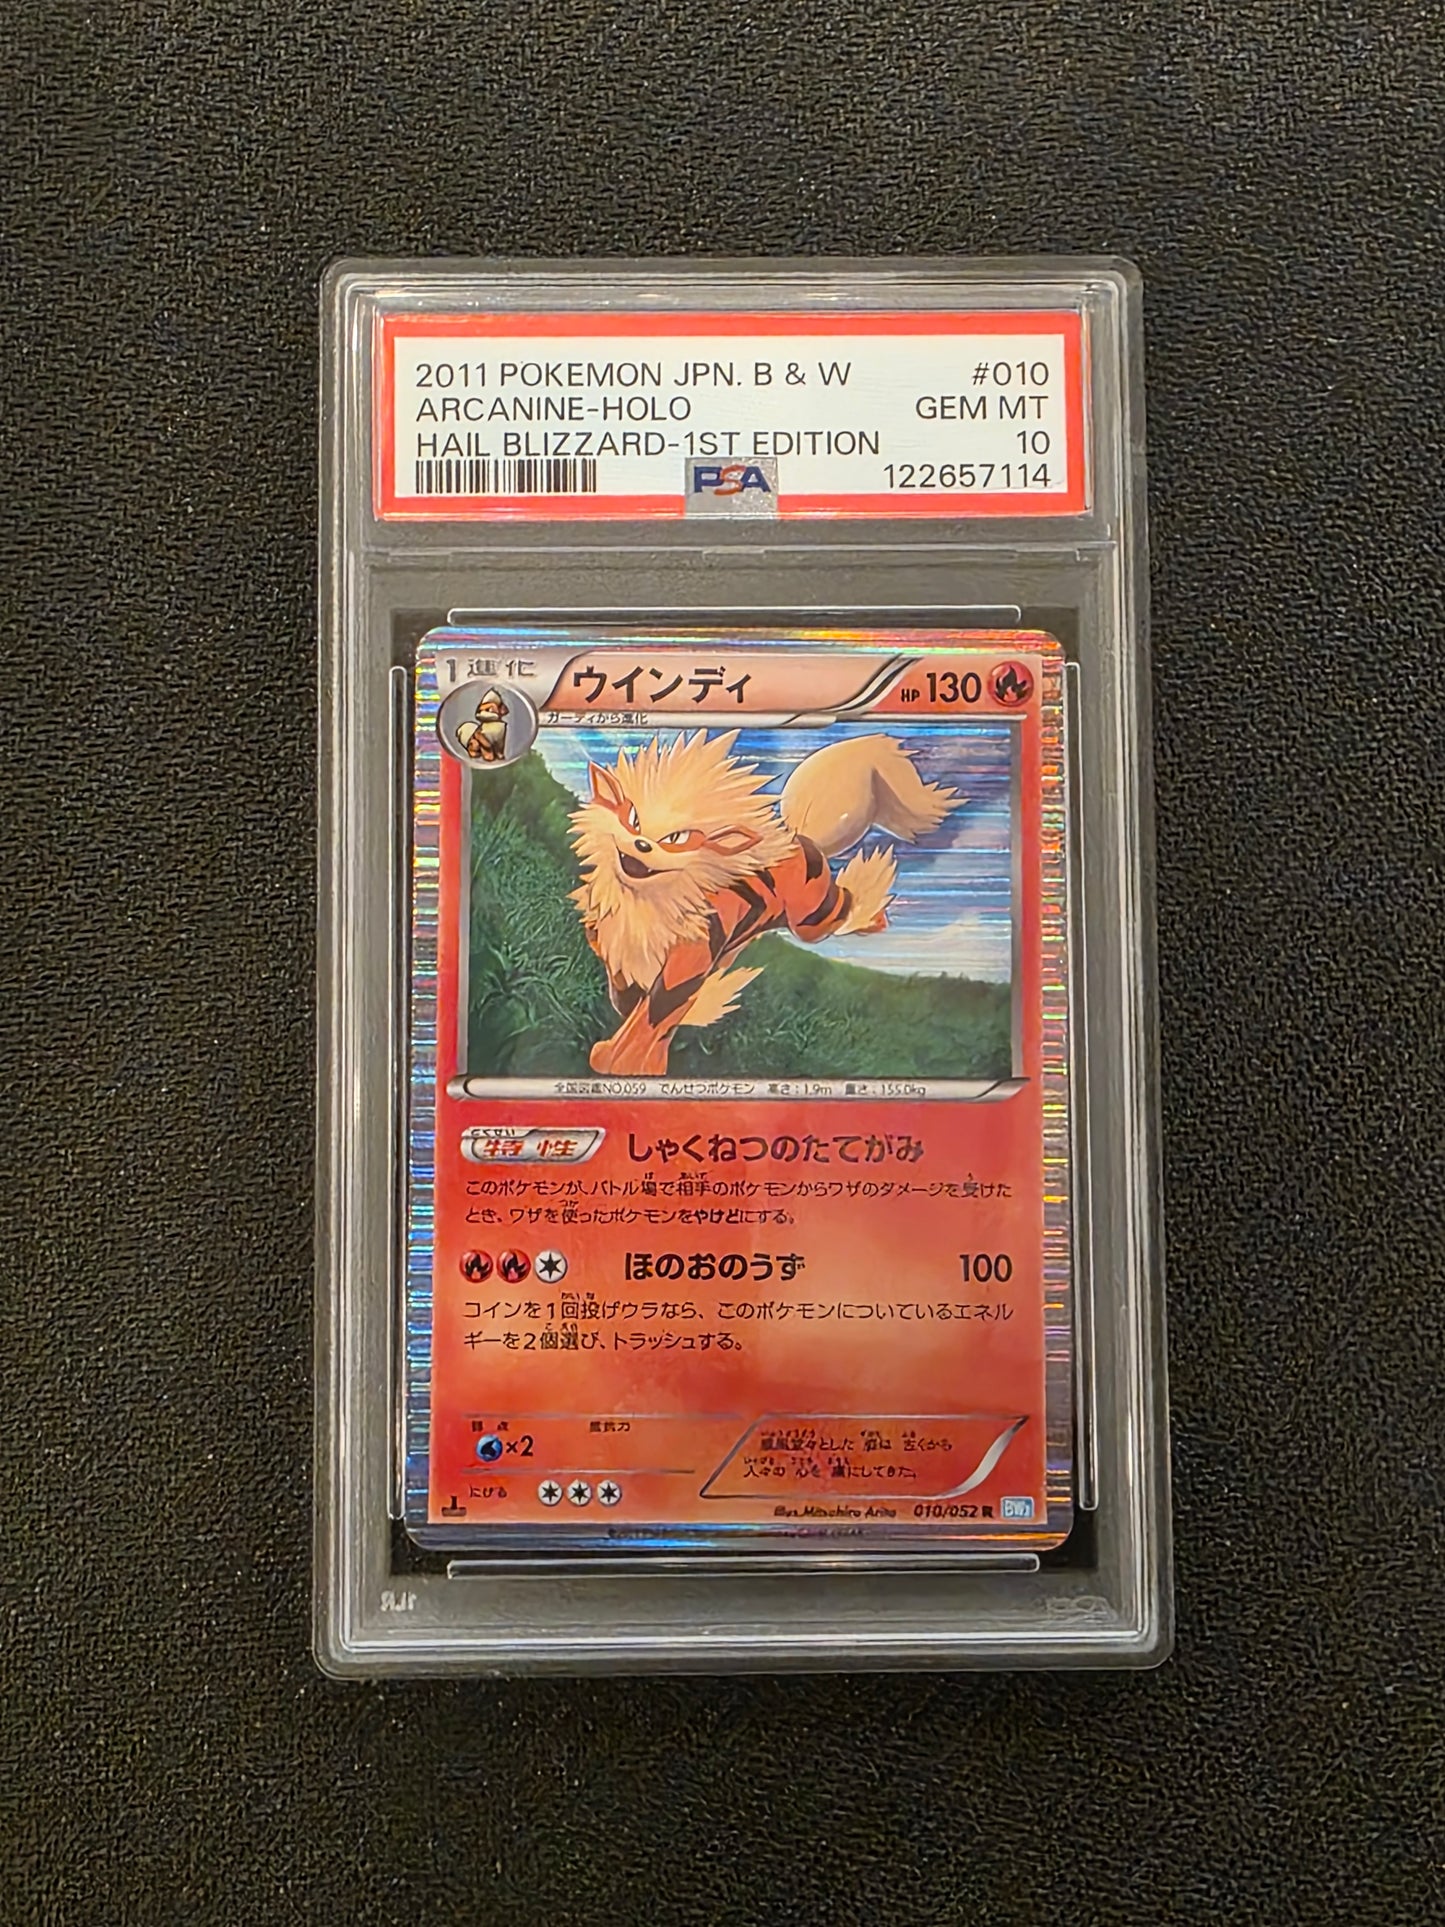 2011 POKEMON JPN. B & W #010
ARCANINE-HOLO GEM MT
HAIL BLIZZARD-1ST EDITION 10
PSA 122657114
1進化 ウインディ HP 130
ガーディから進化
全国図鑑NO.059 でんせつポケモン 高さ：1.9m 重さ：155.0kg
とくせい
特性 しゃくねつのたてがみ
このポケモンが、バトル場で相手のポケモンからワザのダメージを受けた
とき、ワザを使ったポケモンをやけどにする。
ほのおのうず 100
コインを1回投げウラなら、このポケモンについているエネル
ギーを2個選び、トラッシュする。
弱点 抵抗力
×2
威風堂々とした 姿は 古くから
人々の 心を 虜にしてきた。
にげる
1
illus. Mitsuhiro Arita 010/052 R